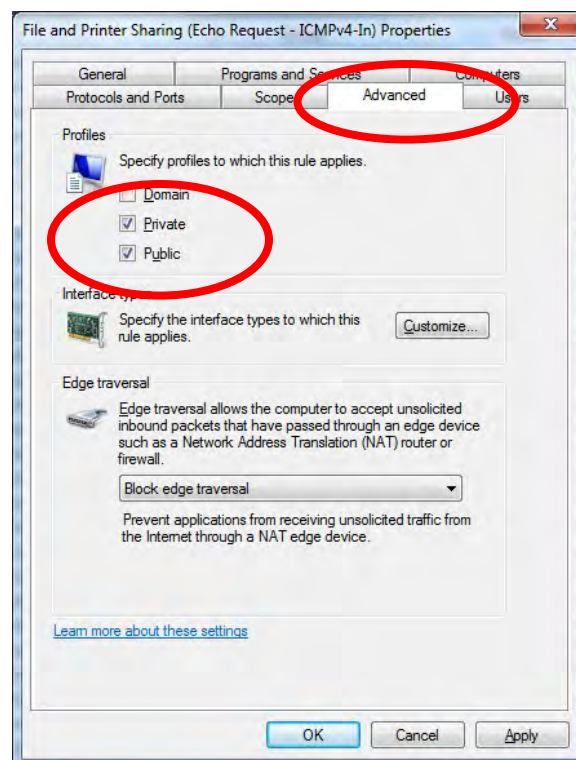 File and Printer Sharing (Echo Request - ICMPv4-In) Properties
General Programs and Services Computers
Protocols and Ports Scope Advanced Users
Profiles
Specify profiles to which this rule applies.
Domain
Private
Public
Interface types
Specify the interface types to which this
rule applies.
Customize...
Edge traversal
Edge traversal allows the computer to accept unsolicited
inbound packets that have passed through an edge device
such as a Network Address Translation (NAT) router or
firewall.
Block edge traversal
Prevent applications from receiving unsolicited traffic from
the Internet through a NAT edge device.
Learn more about these settings
OK Cancel Apply